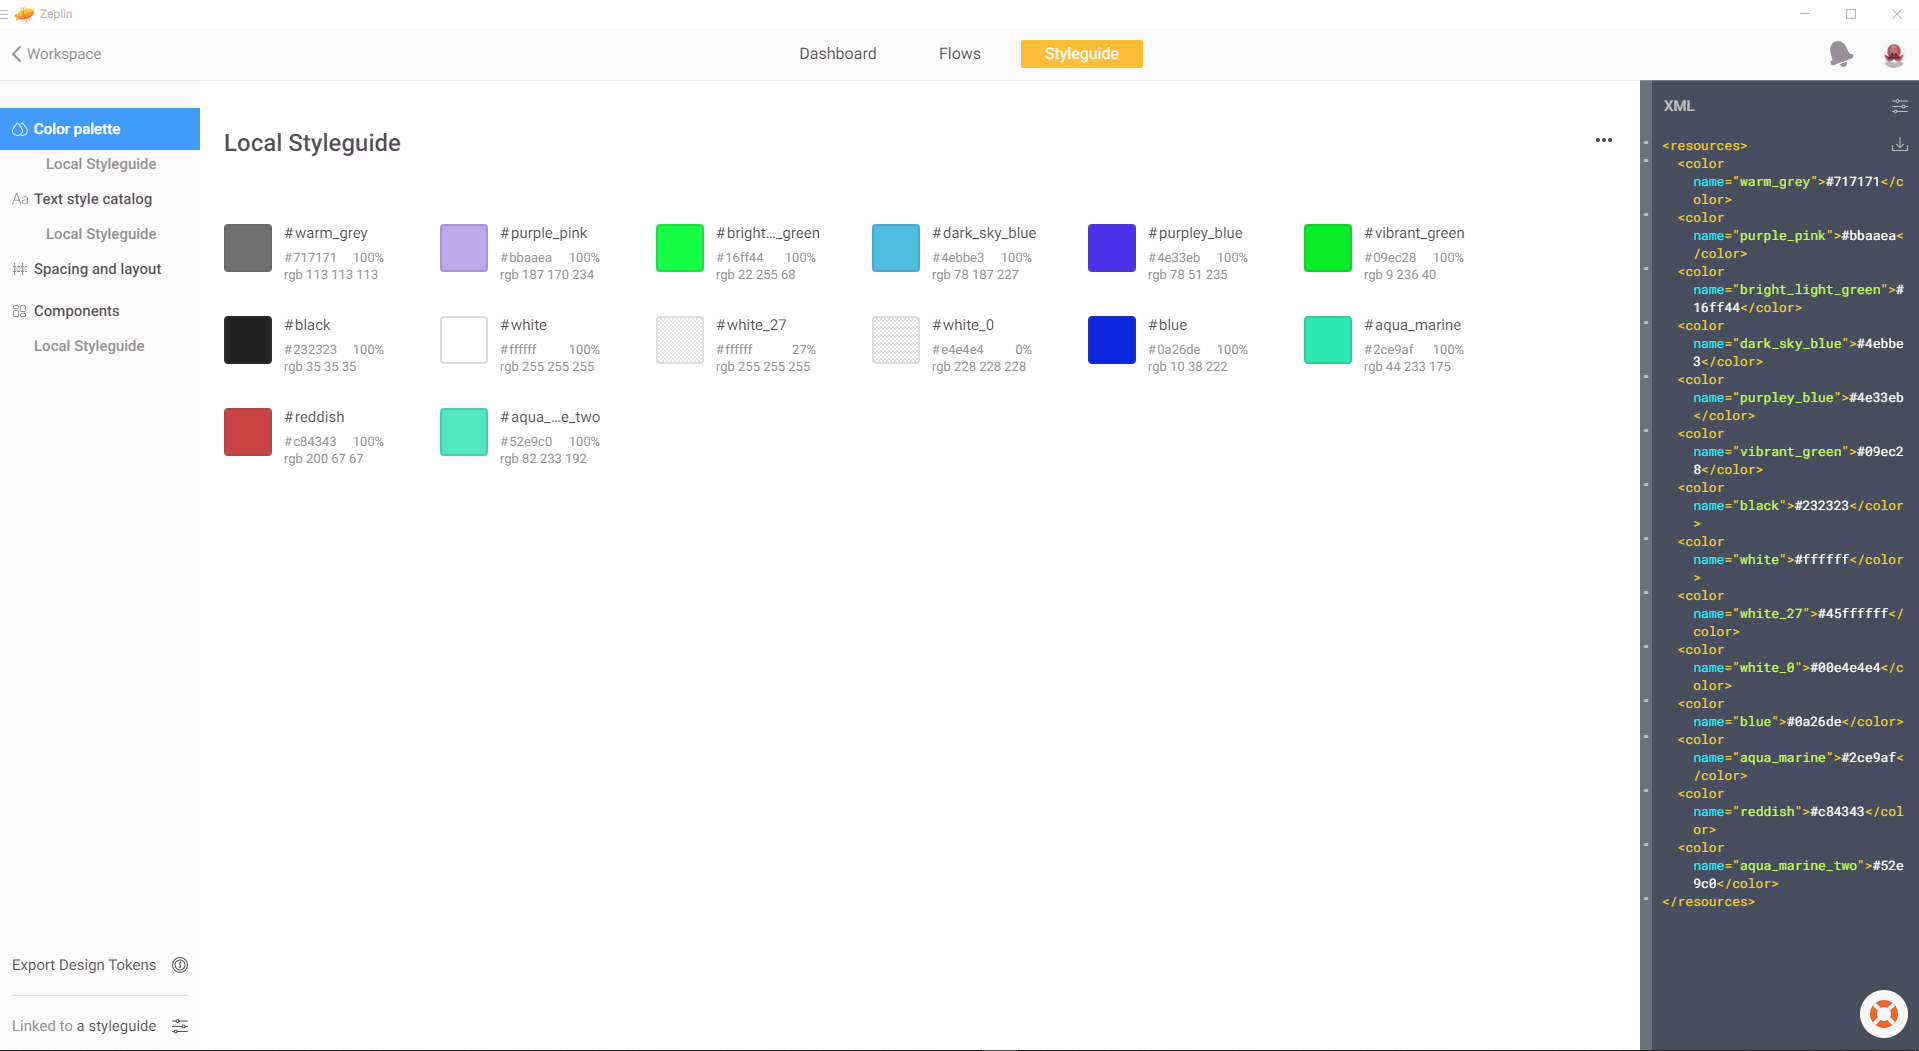 Zeplin
Workspace
Dashboard
Flows
Styleguide
Color palette
Local Styleguide
Aa Text style catalog
Local Styleguide
Spacing and layout
Components
Local Styleguide
Export Design Tokens
Linked to a styleguide
Local Styleguide
#warm_grey
#717171 100%
rgb 113 113 113
#purple_pink
#bbaaea 100%
rgb 187 170 234
#bright..._green
#16ff44 100%
rgb 22 255 68
#dark_sky_blue
#4ebbe3 100%
rgb 78 187 227
#purpley_blue
#4e33eb 100%
rgb 78 51 235
#vibrant_green
#09ec28 100%
rgb 9 236 40
#black
#232323 100%
rgb 35 35 35
#white
#ffffff 100%
rgb 255 255 255
#white_27
#ffffff 27%
rgb 255 255 255
#white_0
#e4e4e4 0%
rgb 228 228 228
#blue
#0a26de 100%
rgb 10 38 222
#aqua_marine
#2ce9af 100%
rgb 44 233 175
#reddish
#c84343 100%
rgb 200 67 67
#aqua_...e_two
#52e9c0 100%
rgb 82 233 192
XML
<resources>
<color
name="warm_grey">#717171</c
olor>
<color
name="purple_pink">#bbaaea<
/color>
<color
name="bright_light_green">#
16ff44</color>
<color
name="dark_sky_blue">#4ebbe
3</color>
<color
name="purpley_blue">#4e33eb
</color>
<color
name="vibrant_green">#09ec2
8</color>
<color
name="black">#232323</color
>
<color
name="white">#ffffff</color
>
<color
name="white_27">#45ffffff</
color>
<color
name="white_0">#00e4e4e4</c
olor>
<color
name="blue">#0a26de</color>
<color
name="aqua_marine">#2ce9af<
/color>
<color
name="reddish">#c84343</col
or>
<color
name="aqua_marine_two">#52e
9c0</color>
</resources>